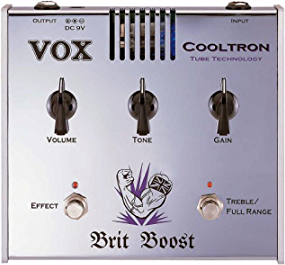 OUTPUT
DC 9V
INPUT
VOX
COOLTRON
TUBE TECHNOLOGY
VOLUME
TONE
GAIN
EFFECT
TREBLE/
FULL RANGE
Brit Boost